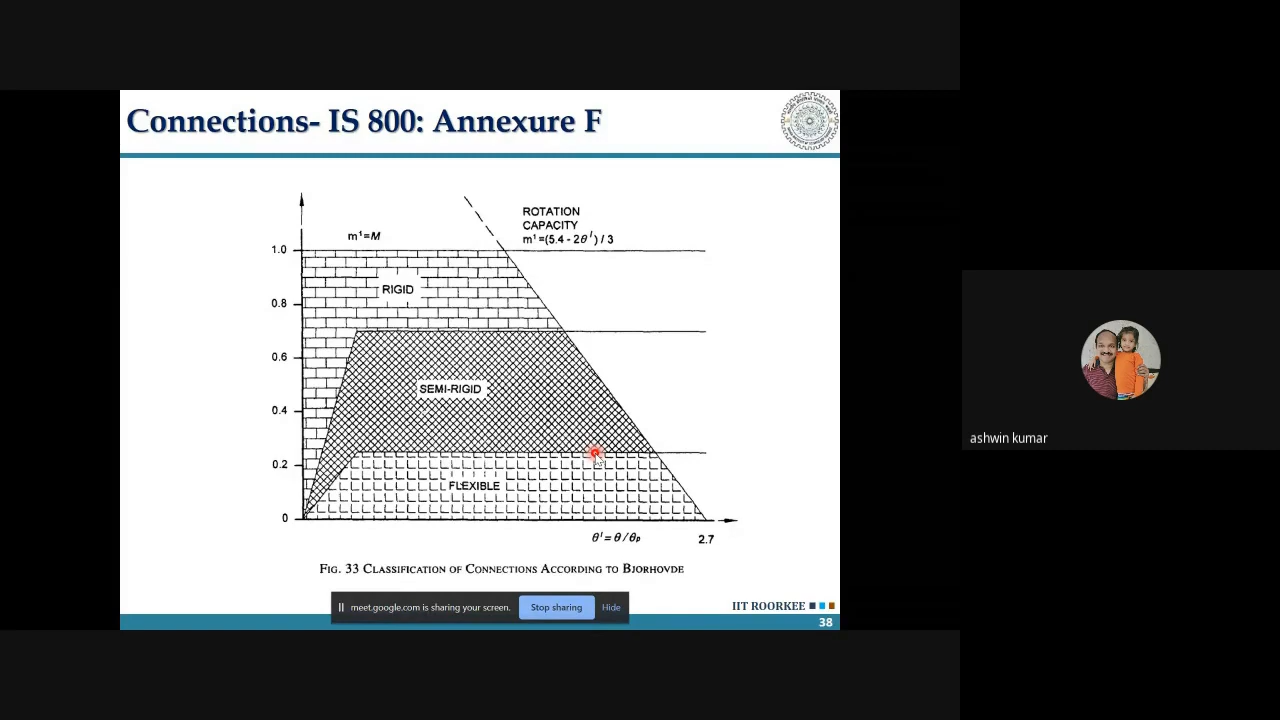 Connections- IS 800: Annexure F
ROTATION
CAPACITY
m¹=(5.4 - 2θ¹) / 3
m¹=M
1.0
RIGID
0.8
0.6
SEMI-RIGID
0.4
0.2
FLEXIBLE
0
θ¹= θ/θp
2.7
FIG. 33 CLASSIFICATION OF CONNECTIONS ACCORDING TO BJORHOVDE
meet.google.com is sharing your screen.
Stop sharing
Hide
IIT ROORKEE
38
ashwin kumar